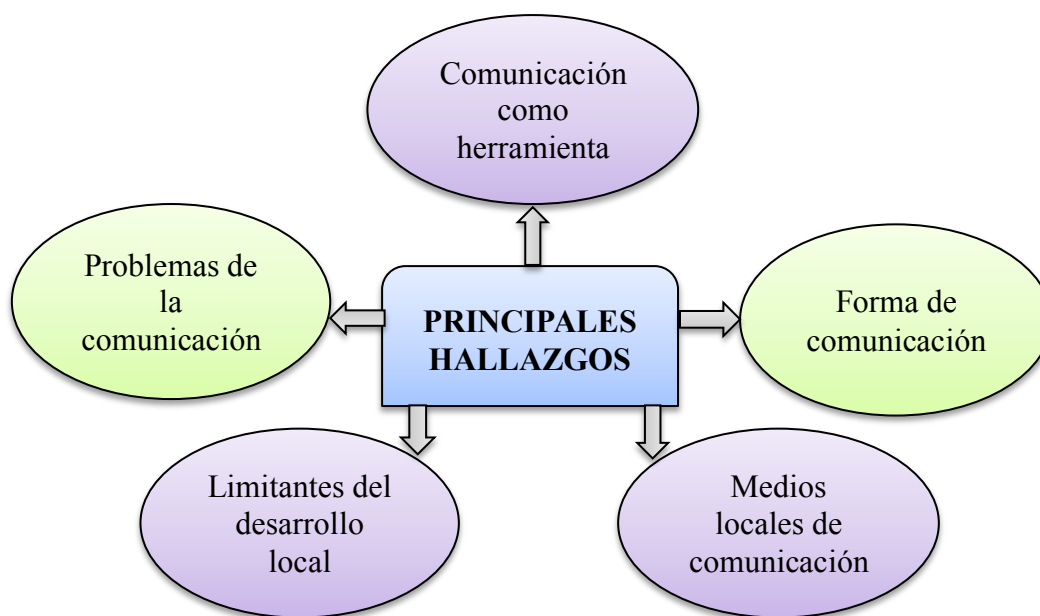 Comunicación
como
herramienta
Problemas de
la
comunicación
PRINCIPALES
HALLAZGOS
Forma de
comunicación
Limitantes del
desarrollo
local
Medios
locales de
comunicación